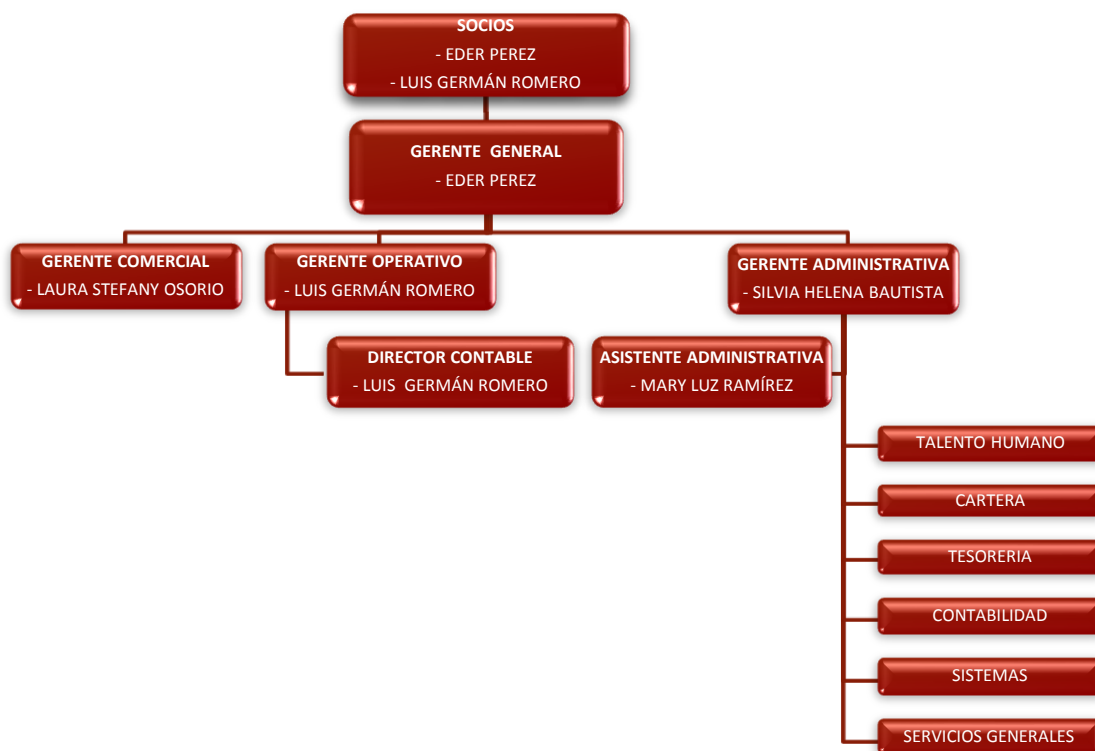 SOCIOS
- EDER PEREZ
- LUIS GERMÁN ROMERO
GERENTE GENERAL
- EDER PEREZ
GERENTE COMERCIAL
- LAURA STEFANY OSORIO
GERENTE OPERATIVO
- LUIS GERMÁN ROMERO
GERENTE ADMINISTRATIVA
- SILVIA HELENA BAUTISTA
DIRECTOR CONTABLE
- LUIS GERMÁN ROMERO
ASISTENTE ADMINISTRATIVA
- MARY LUZ RAMÍREZ
TALENTO HUMANO
CARTERA
TESORERIA
CONTABILIDAD
SISTEMAS
SERVICIOS GENERALES